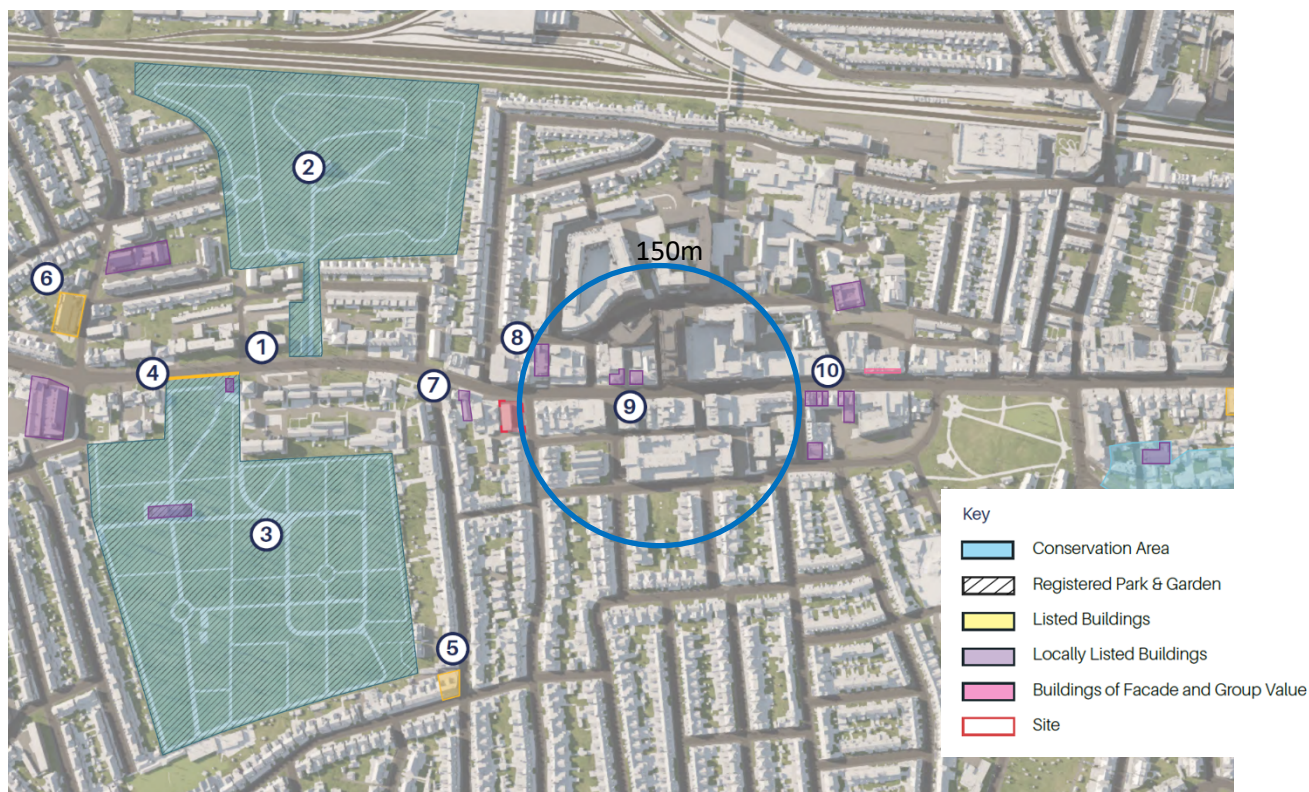 2
150m
6
1
8
4
10
7
9
3
5
Key
Conservation Area
Registered Park & Garden
Listed Buildings
Locally Listed Buildings
Buildings of Facade and Group Value
Site